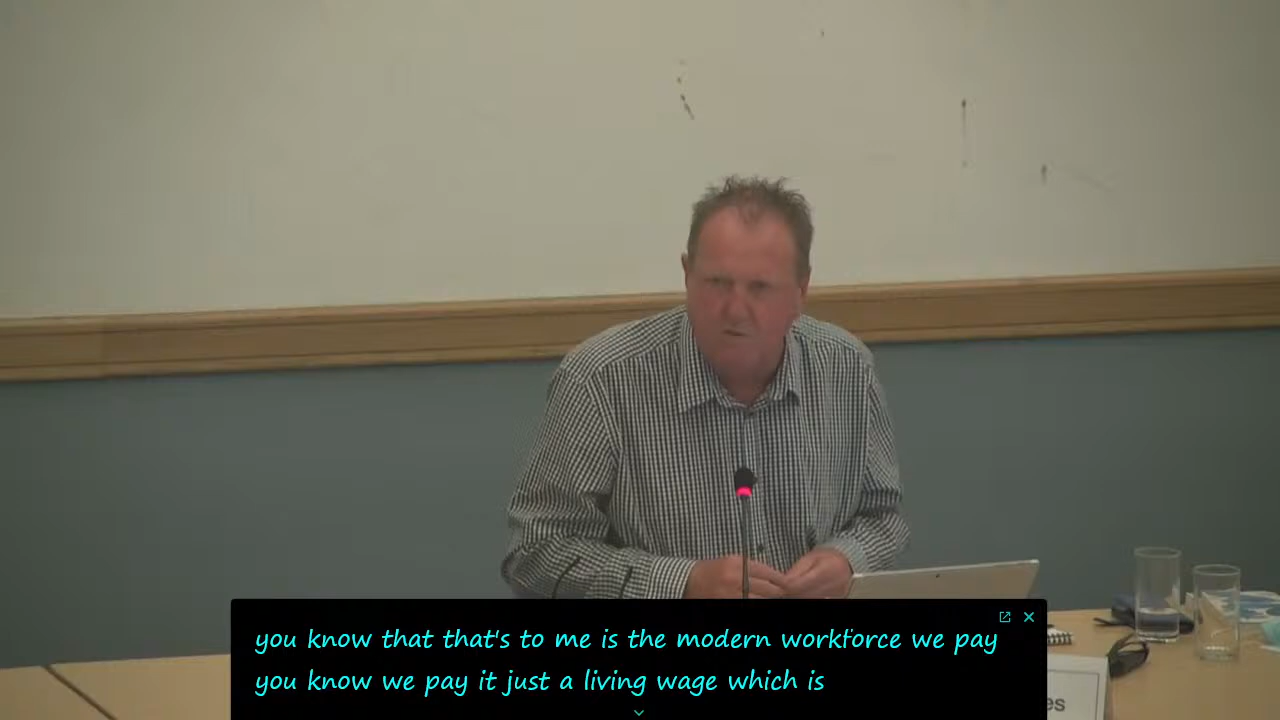 you know that that's to me is the modern workforce we pay
you know we pay it just a living wage which is